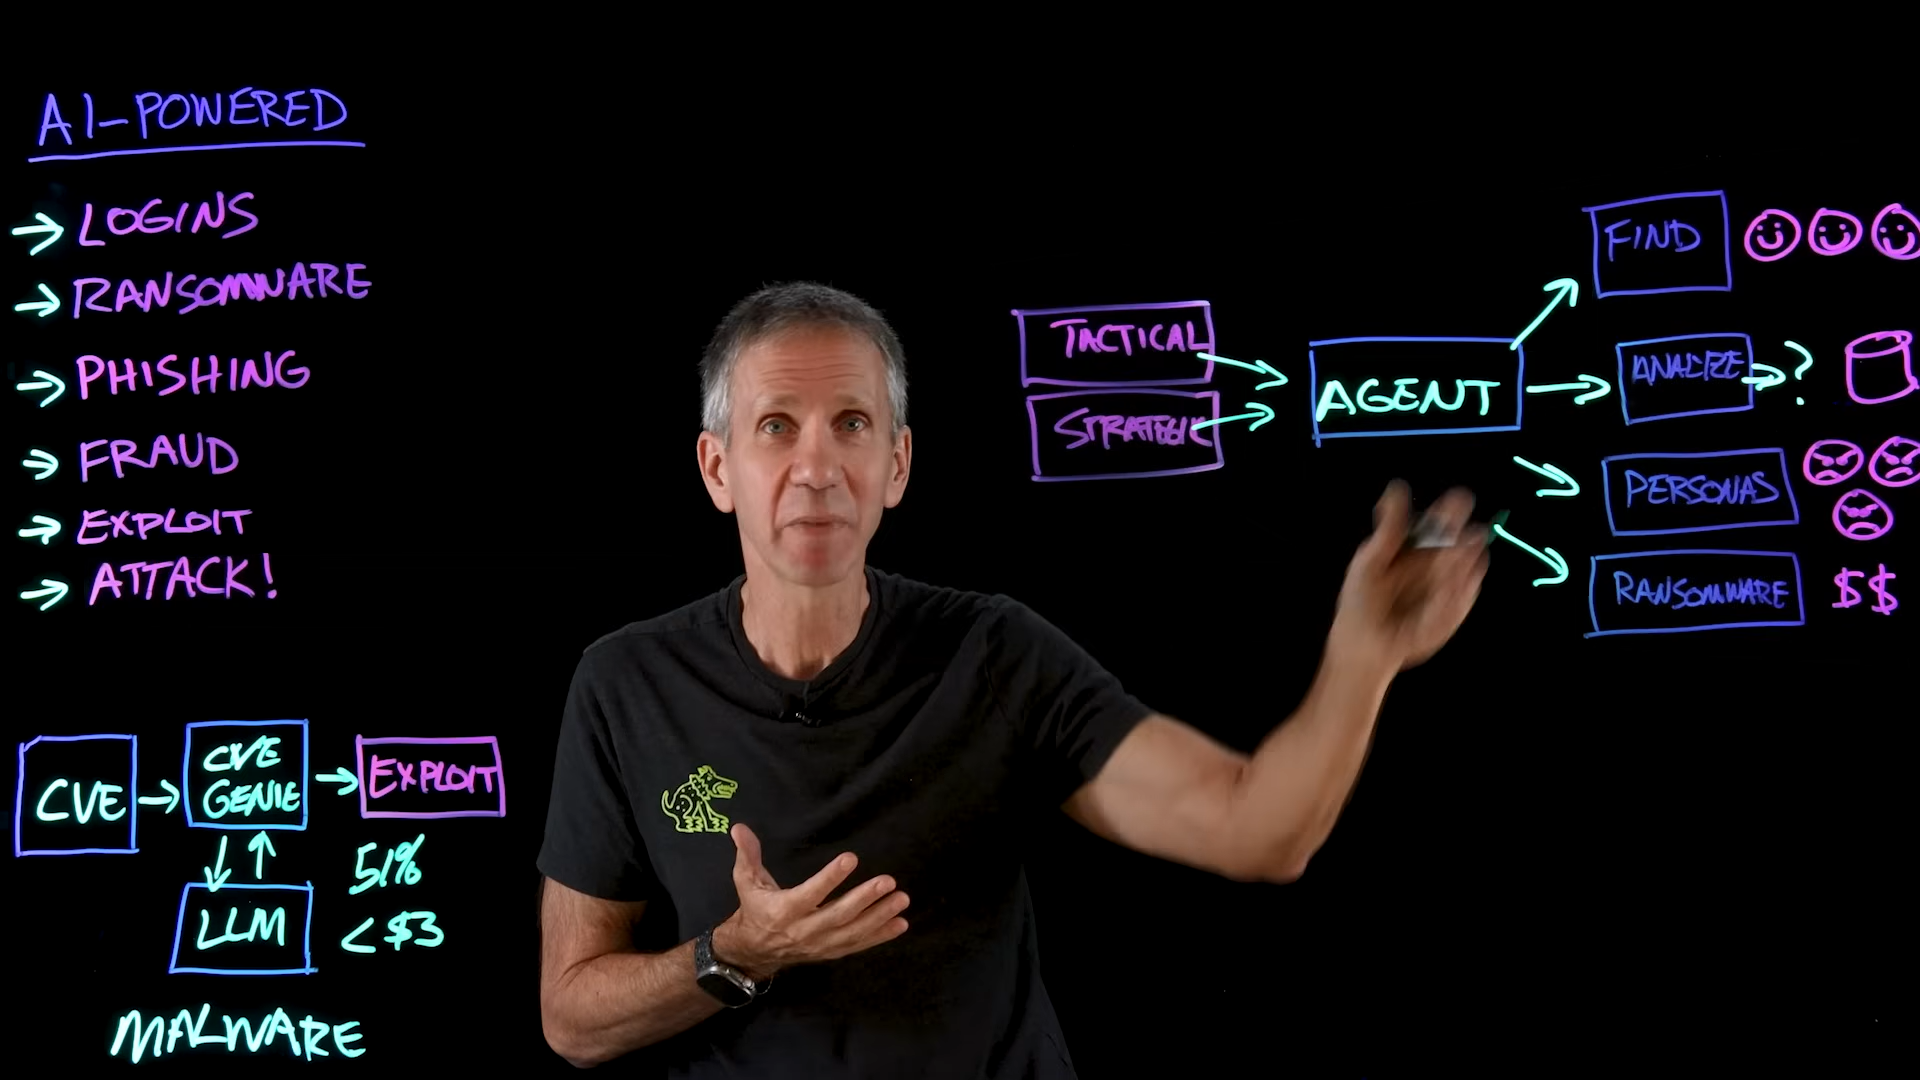 AI-POWERED
→ LOGINS
→ RANSOMWARE
→ PHISHING
→ FRAUD
→ EXPLOIT
→ ATTACK!
CVE
CVE
GENIE
EXPLOIT
LLM
51%
< $3
MALWARE
TACTICAL
STRATEGIC
AGENT
FIND
ANALYZE
?
PERSONAS
RANSOMWARE
$$